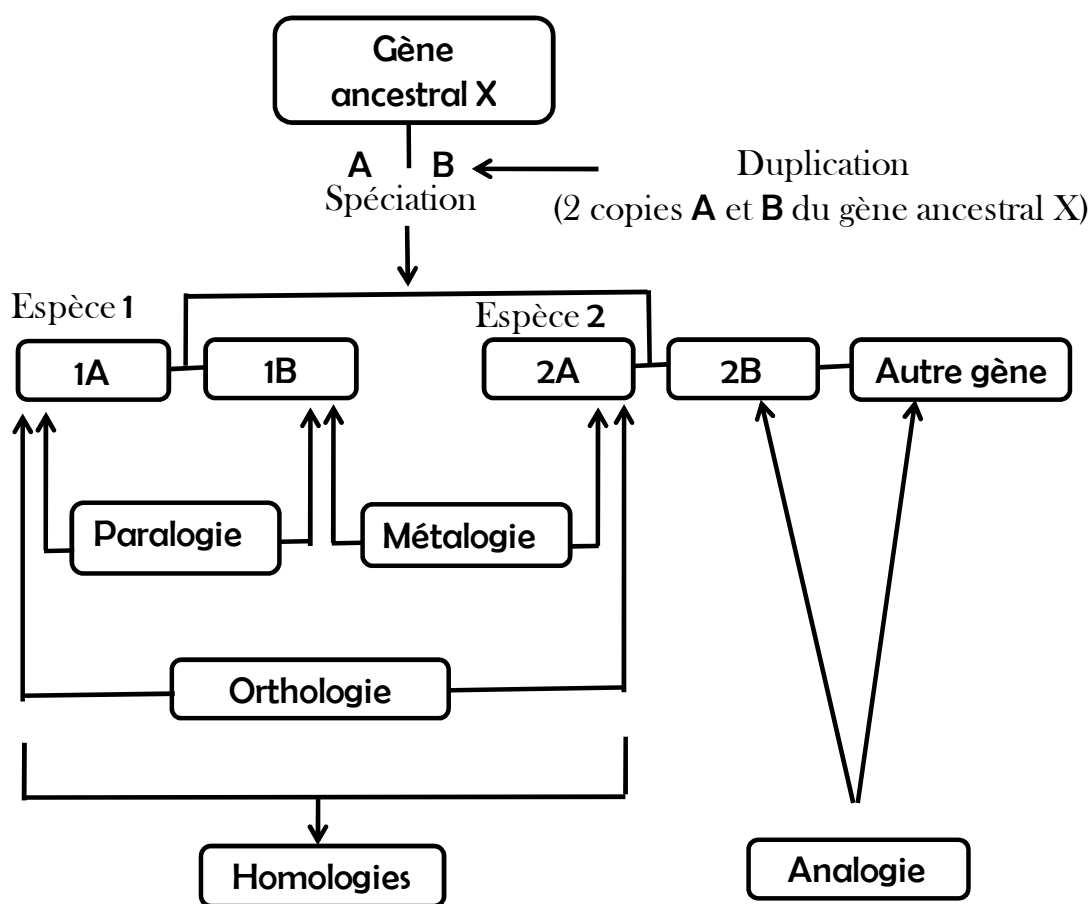 Gène
ancestral X
A B
Duplication
Spéciation
(2 copies A et B du gène ancestral X)
Espèce 1
Espèce 2
1A
1B
2A
2B
Autre gène
Paralogie
Métalogie
Orthologie
Homologies
Analogie